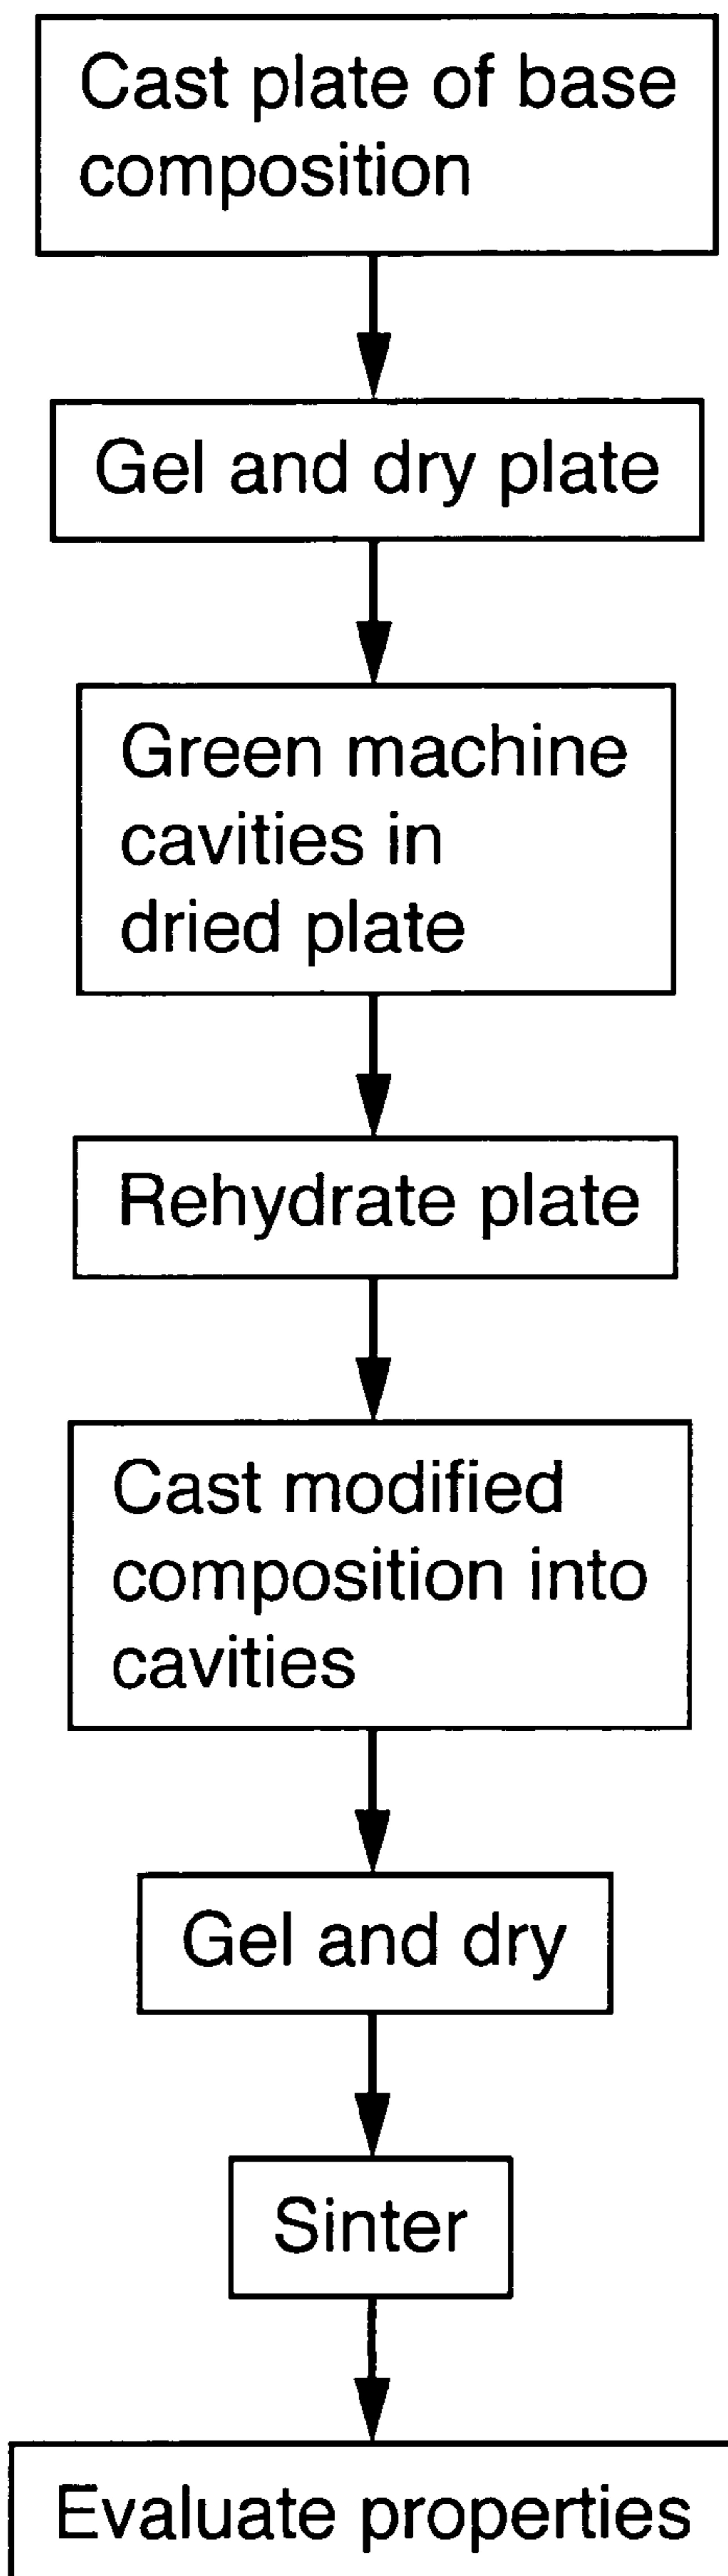 Cast plate of base
composition
Gel and dry plate
Green machine
cavities in
dried plate
Rehydrate plate
Cast modified
composition into
cavities
Gel and dry
Sinter
Evaluate properties